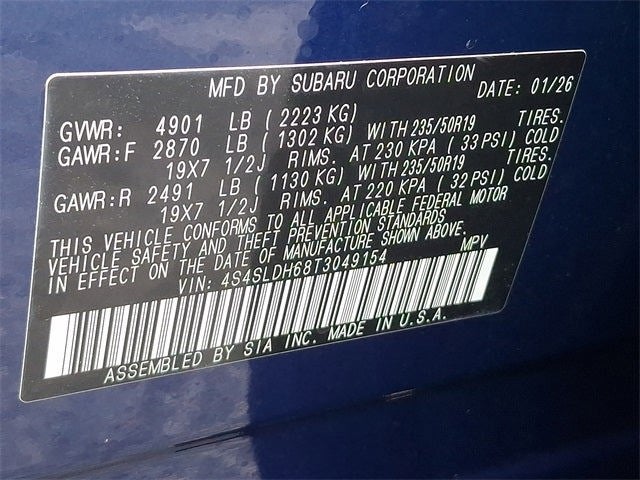 MFD BY SUBARU CORPORATION DATE: 01/26
GVWR: 4901 LB (2223 KG)
GAWR:F 2870 LB (1302 KG) WITH 235/50R19 TIRES.
19X7 1/2J RIMS. AT 230 KPA (33 PSI) COLD
GAWR:R 2491 LB (1130 KG) WITH 235/50R19 TIRES.
19X7 1/2J RIMS. AT 220 KPA (32 PSI) COLD
THIS VEHICLE CONFORMS TO ALL APPLICABLE FEDERAL MOTOR
VEHICLE SAFETY AND THEFT PREVENTION STANDARDS
IN EFFECT ON THE DATE OF MANUFACTURE SHOWN ABOVE.
VIN: 4S4SLDH68T3049154 MPV
ASSEMBLED BY SIA INC. MADE IN U.S.A.